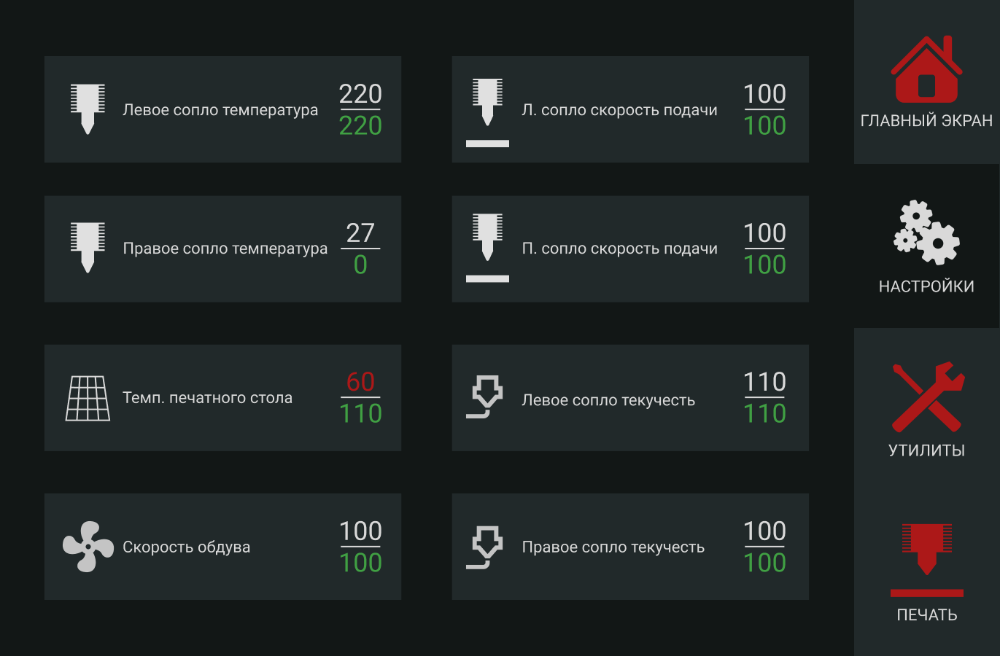 Левое сопло температура
220
220
Л. сопло скорость подачи
100
100
Правое сопло температура
27
0
П. сопло скорость подачи
100
100
Темп. печатного стола
60
110
Левое сопло текучесть
110
110
Скорость обдува
100
100
Правое сопло текучесть
100
100
ГЛАВНЫЙ ЭКРАН
НАСТРОЙКИ
УТИЛИТЫ
ПЕЧАТЬ